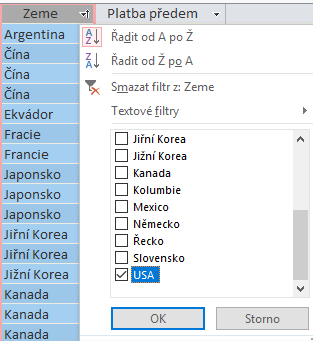 Zeme
Platba předem
Argentina
Čína
Čína
Čína
Ekvádor
Fracie
Francie
Japonsko
Japonsko
Japonsko
Jiřní Korea
Jiřní Korea
Jižní Korea
Kanada
Kanada
Kanada
Řadit od A po Ž
Řadit od Ž po A
Smazat filtr z: Zeme
Textové filtry
Jiřní Korea
Jižní Korea
Kanada
Kolumbie
Mexico
Německo
Řecko
Slovensko
USA
OK
Storno